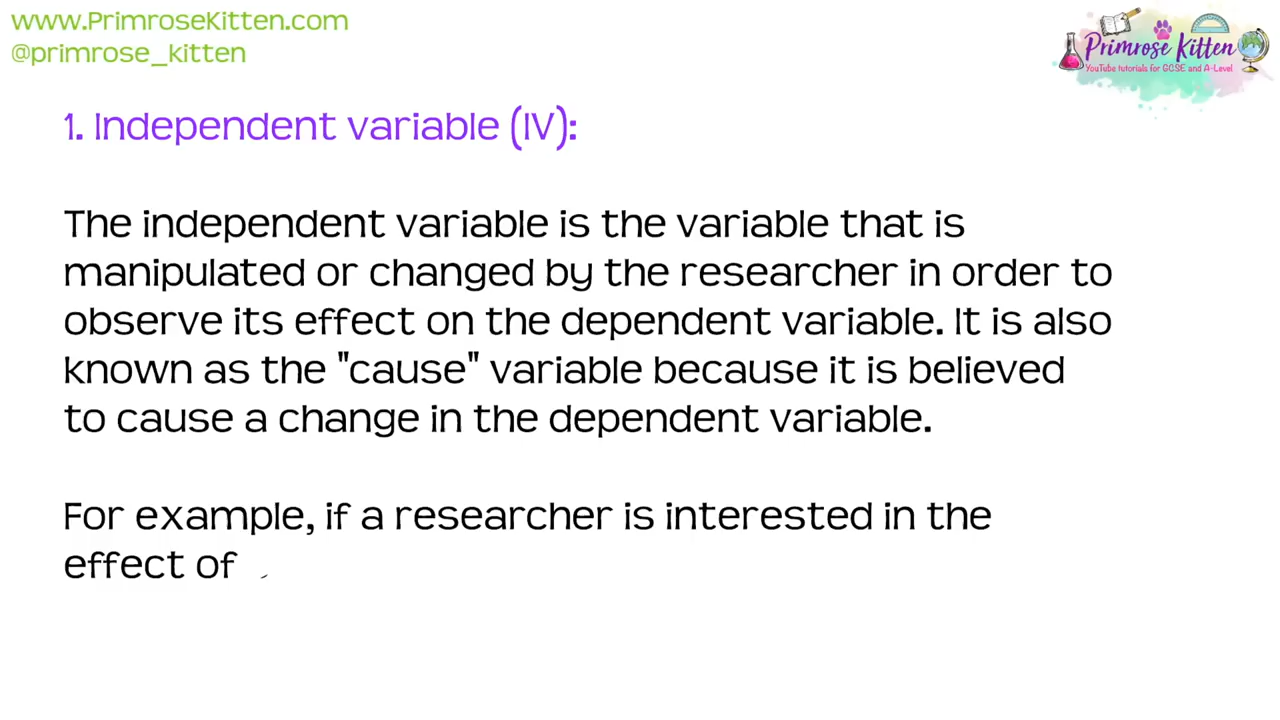 www.PrimroseKitten.com
@primrose_kitten
Primrose Kitten
YouTube tutorials for GCSE and A-Level
1. Independent variable (IV):
The independent variable is the variable that is
manipulated or changed by the researcher in order to
observe its effect on the dependent variable. It is also
known as the "cause" variable because it is believed
to cause a change in the dependent variable.
For example, if a researcher is interested in the
effect of